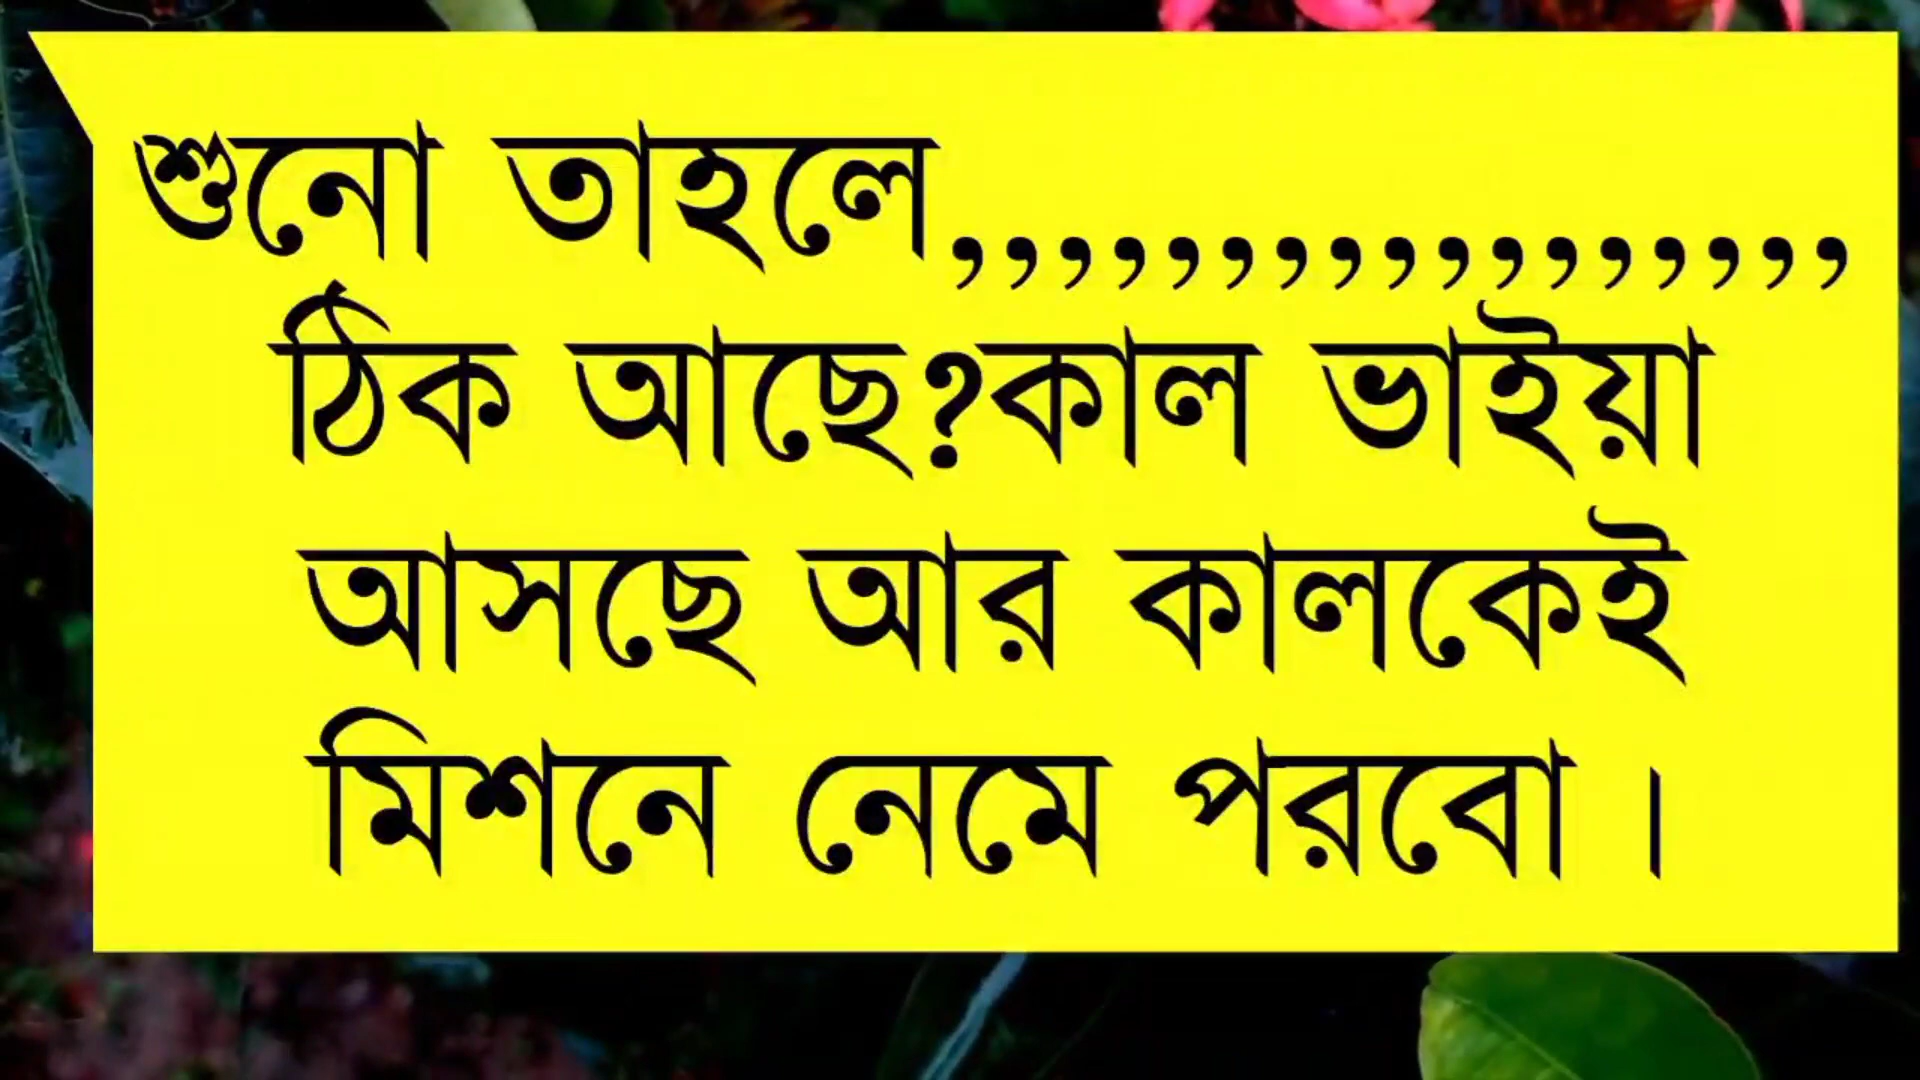 শুনো তাহলে,,,,,,,,,,,,,,,,,
ঠিক আছে?কাল ভাইয়া
আসছে আর কালকেই
মিশনে নেমে পরবো।